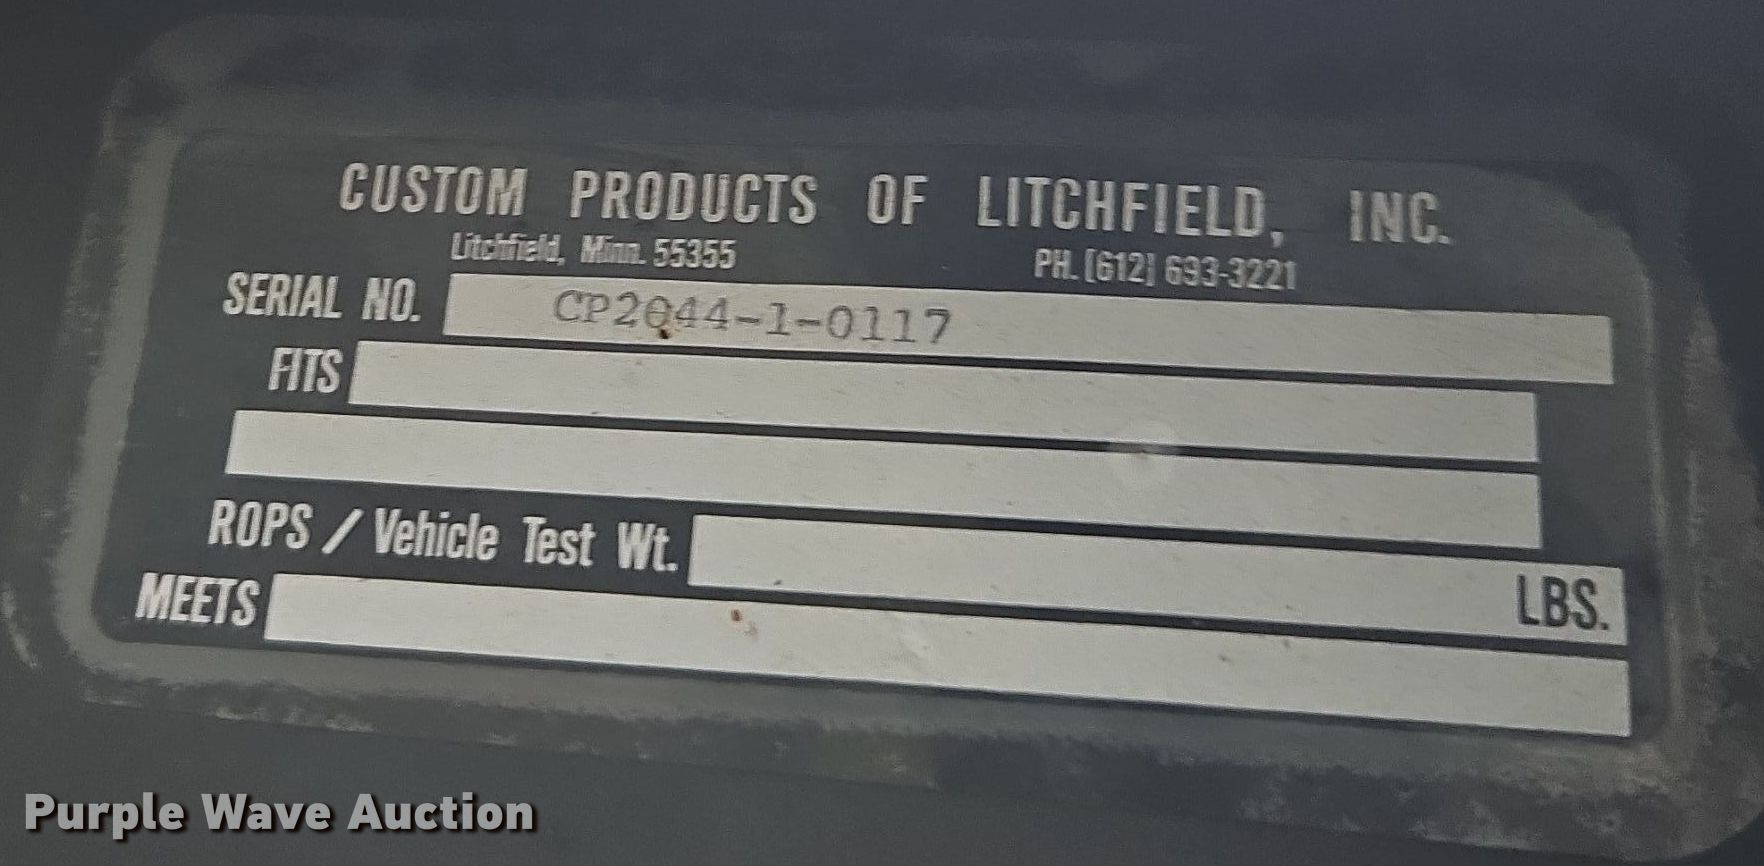 CUSTOM PRODUCTS OF LITCHFIELD, INC.
Litchfield, Minn. 55355 PH. [612] 693-3221
SERIAL NO. CP2044-1-0117
FITS
ROPS / Vehicle Test Wt. LBS.
MEETS
Purple Wave Auction